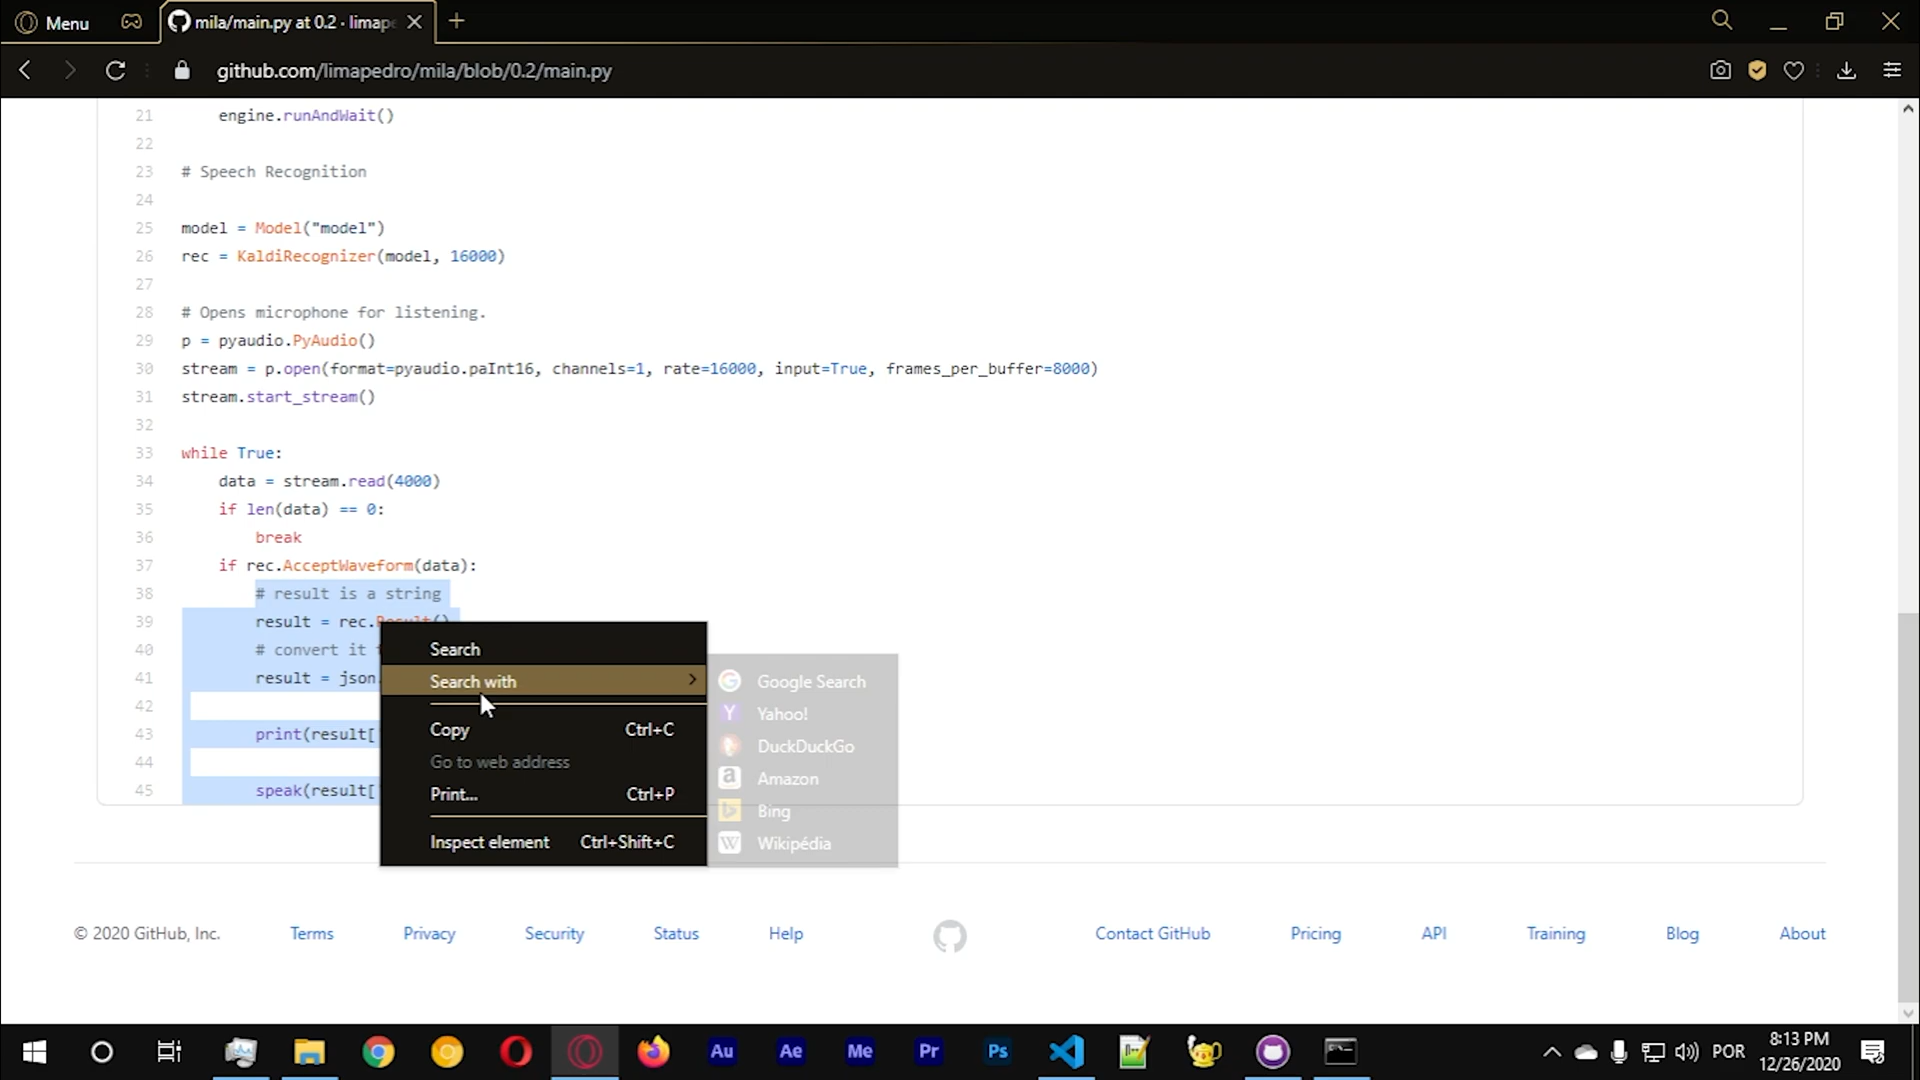 Menu
mila/main.py at 0.2 · limape
github.com/limapedro/mila/blob/0.2/main.py
21 engine.runAndWait()
22
23 # Speech Recognition
24
25 model = Model("model")
26 rec = KaldiRecognizer(model, 16000)
27
28 # Opens microphone for listening.
29 p = pyaudio.PyAudio()
30 stream = p.open(format=pyaudio.paInt16, channels=1, rate=16000, input=True, frames_per_buffer=8000)
31 stream.start_stream()
32
33 while True:
34 data = stream.read(4000)
35 if len(data) == 0:
36 break
37 if rec.AcceptWaveform(data):
38 # result is a string
39 result = rec.Result()
40 # convert it
41 result = json.
42
43 print(result['
44
45 speak(result['
Search
Search with
Copy Ctrl+C
Go to web address
Print... Ctrl+P
Inspect element Ctrl+Shift+C
Google Search
Yahoo!
DuckDuckGo
Amazon
Bing
Wikipédia
© 2020 GitHub, Inc. Terms Privacy Security Status Help Contact GitHub Pricing API Training Blog About
Au Ae Me Pr Ps
POR
8:13 PM
12/26/2020